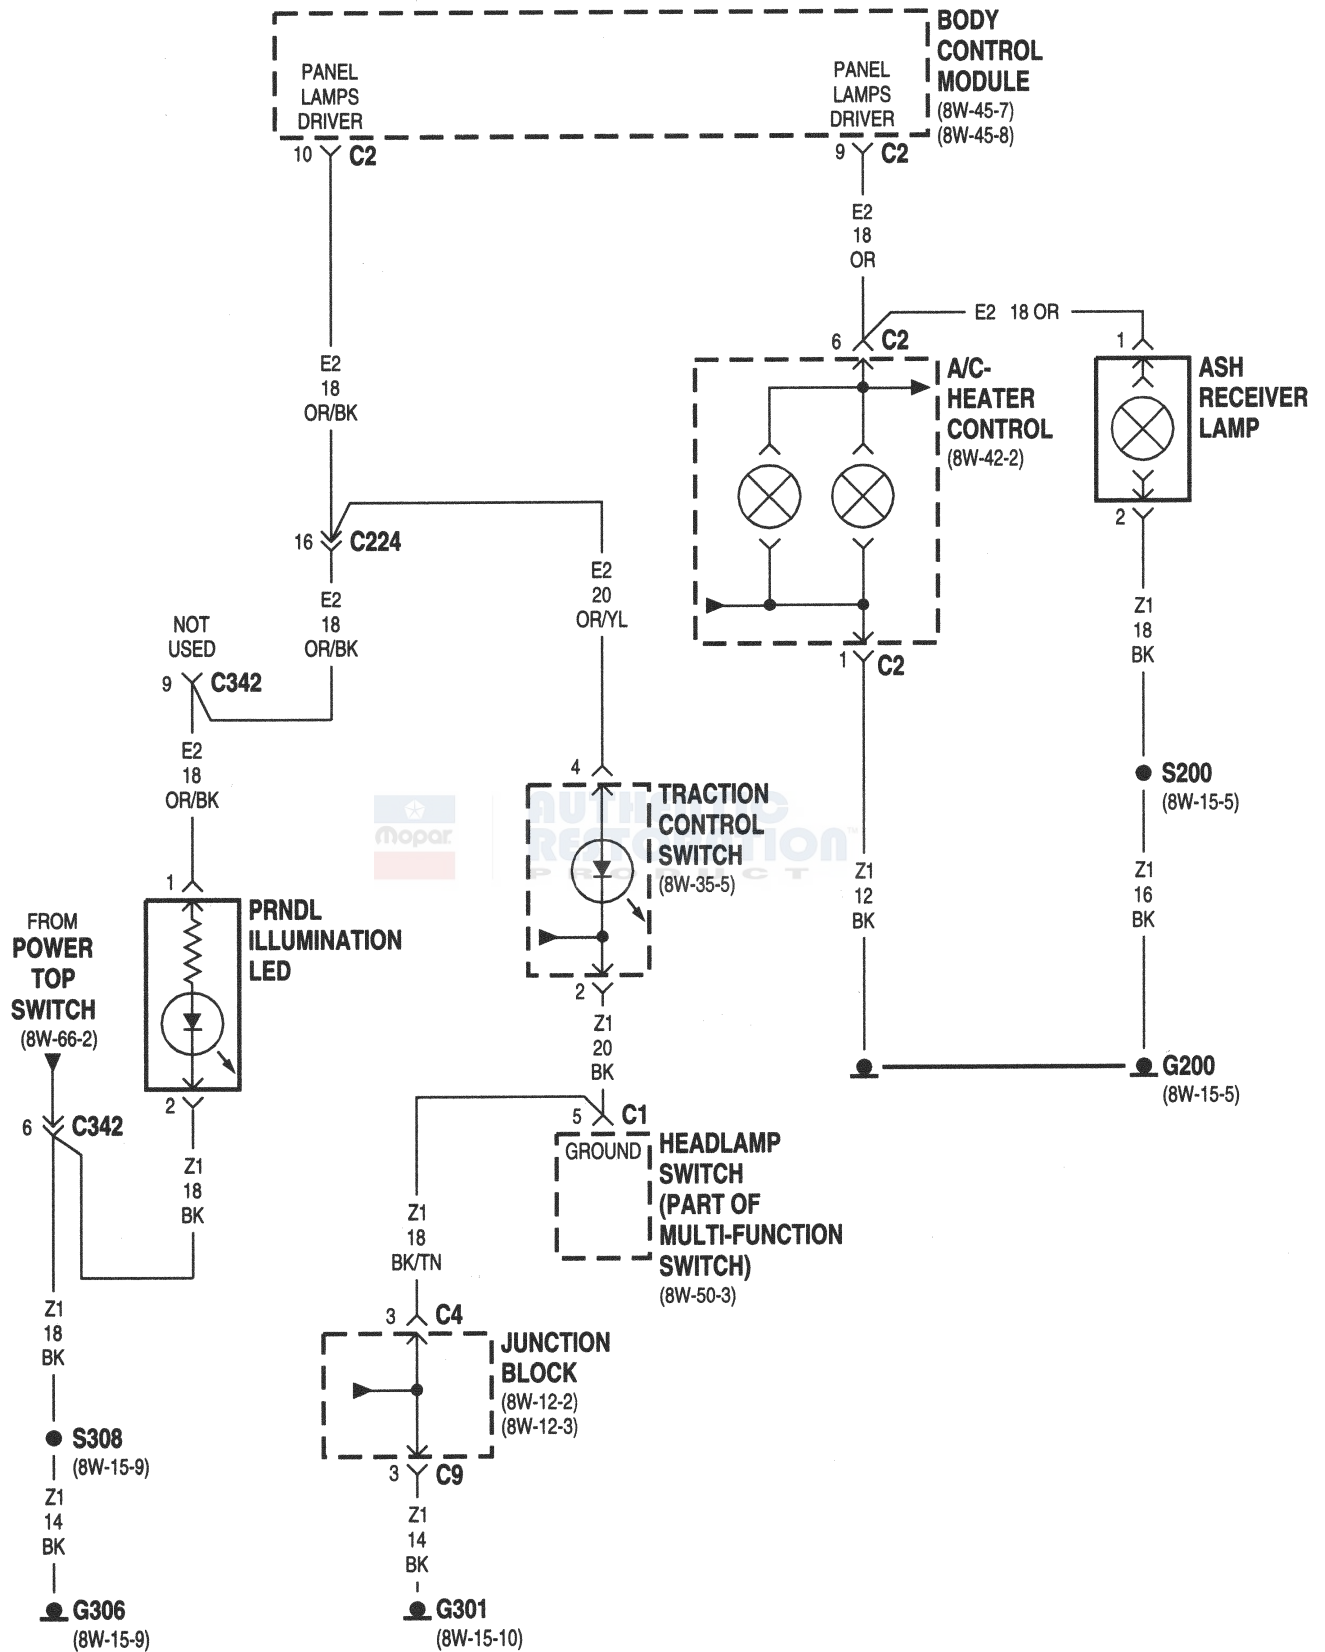 BODY
CONTROL
MODULE
(8W-45-7)
(8W-45-8)
PANEL
LAMPS
DRIVER
PANEL
LAMPS
DRIVER
10 C2
9 C2
E2
18
OR
E2 18 OR
E2
18
OR/BK
6 C2
1
A/C-
HEATER
CONTROL
(8W-42-2)
ASH
RECEIVER
LAMP
2
16 C224
E2
20
OR/YL
E2
18
OR/BK
NOT
USED
9 C342
1 C2
Z1
18
BK
E2
18
OR/BK
4
TRACTION
CONTROL
SWITCH
(8W-35-5)
S200
(8W-15-5)
Mopar
AUTHENTIC
RESTORATION™
PRODUCT
Z1
12
BK
Z1
16
BK
1
PRNDL
ILLUMINATION
LED
FROM
POWER
TOP
SWITCH
(8W-66-2)
2
Z1
20
BK
G200
(8W-15-5)
2
6 C342
5 C1
GROUND
HEADLAMP
SWITCH
(PART OF
MULTI-FUNCTION
SWITCH)
(8W-50-3)
Z1
18
BK
Z1
18
BK/TN
Z1
18
BK
3 C4
JUNCTION
BLOCK
(8W-12-2)
(8W-12-3)
S308
(8W-15-9)
3 C9
Z1
14
BK
Z1
14
BK
G306
(8W-15-9)
G301
(8W-15-10)